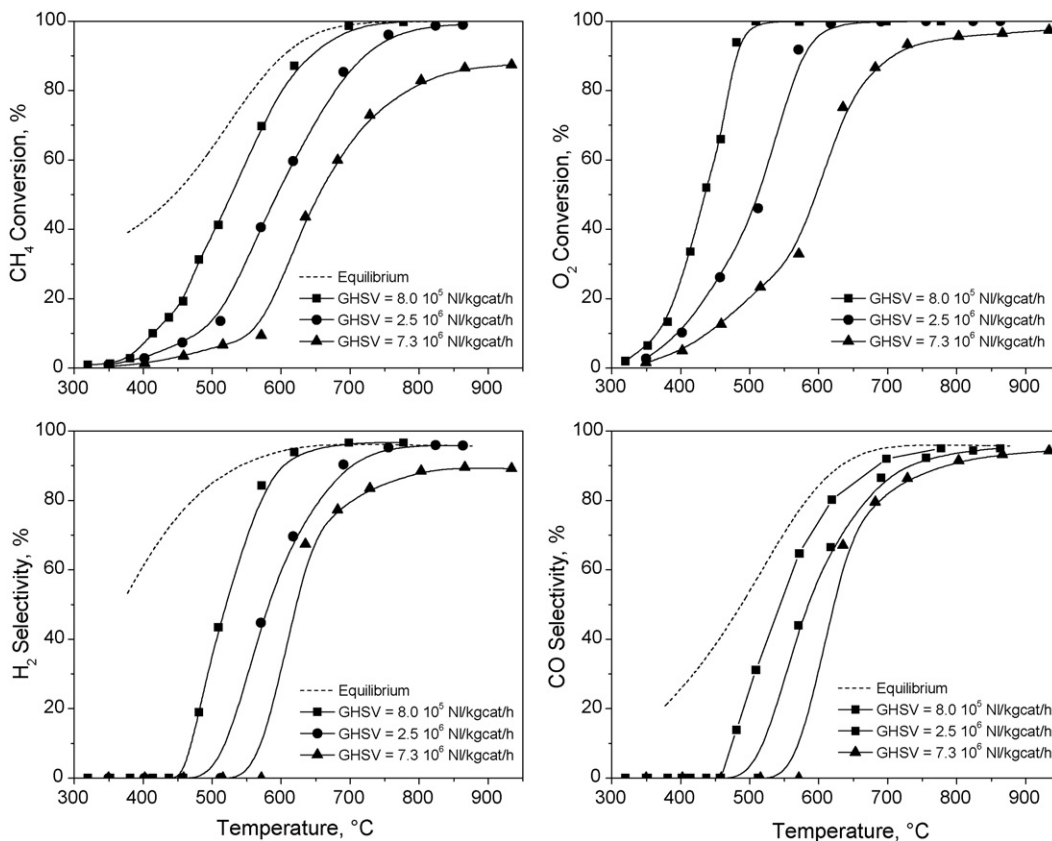 100
80
60
40
20
0
CH4 Conversion, %
Equilibrium
GHSV = 8.0 10^5 Nl/kgcat/h
GHSV = 2.5 10^6 Nl/kgcat/h
GHSV = 7.3 10^6 Nl/kgcat/h
300 400 500 600 700 800 900
100
80
60
40
20
0
O2 Conversion, %
GHSV = 8.0 10^5 Nl/kgcat/h
GHSV = 2.5 10^6 Nl/kgcat/h
GHSV = 7.3 10^6 Nl/kgcat/h
300 400 500 600 700 800 900
100
80
60
40
20
0
H2 Selectivity, %
Equilibrium
GHSV = 8.0 10^5 Nl/kgcat/h
GHSV = 2.5 10^6 Nl/kgcat/h
GHSV = 7.3 10^6 Nl/kgcat/h
300 400 500 600 700 800 900
Temperature, °C
100
80
60
40
20
0
CO Selectivity, %
Equilibrium
GHSV = 8.0 10^5 Nl/kgcat/h
GHSV = 2.5 10^6 Nl/kgcat/h
GHSV = 7.3 10^6 Nl/kgcat/h
300 400 500 600 700 800 900
Temperature, °C